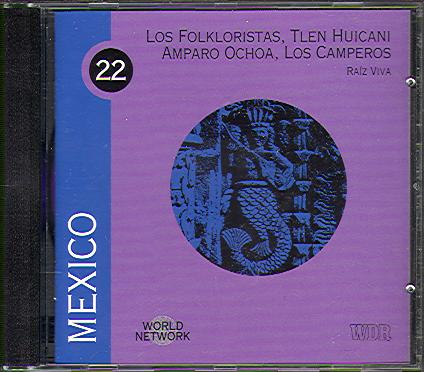 LOS FOLKLORISTAS, TLEN HUICANI
AMPARO OCHOA, LOS CAMPEROS
RAÍZ VIVA
22
MEXICO
WORLD
NETWORK
WDR